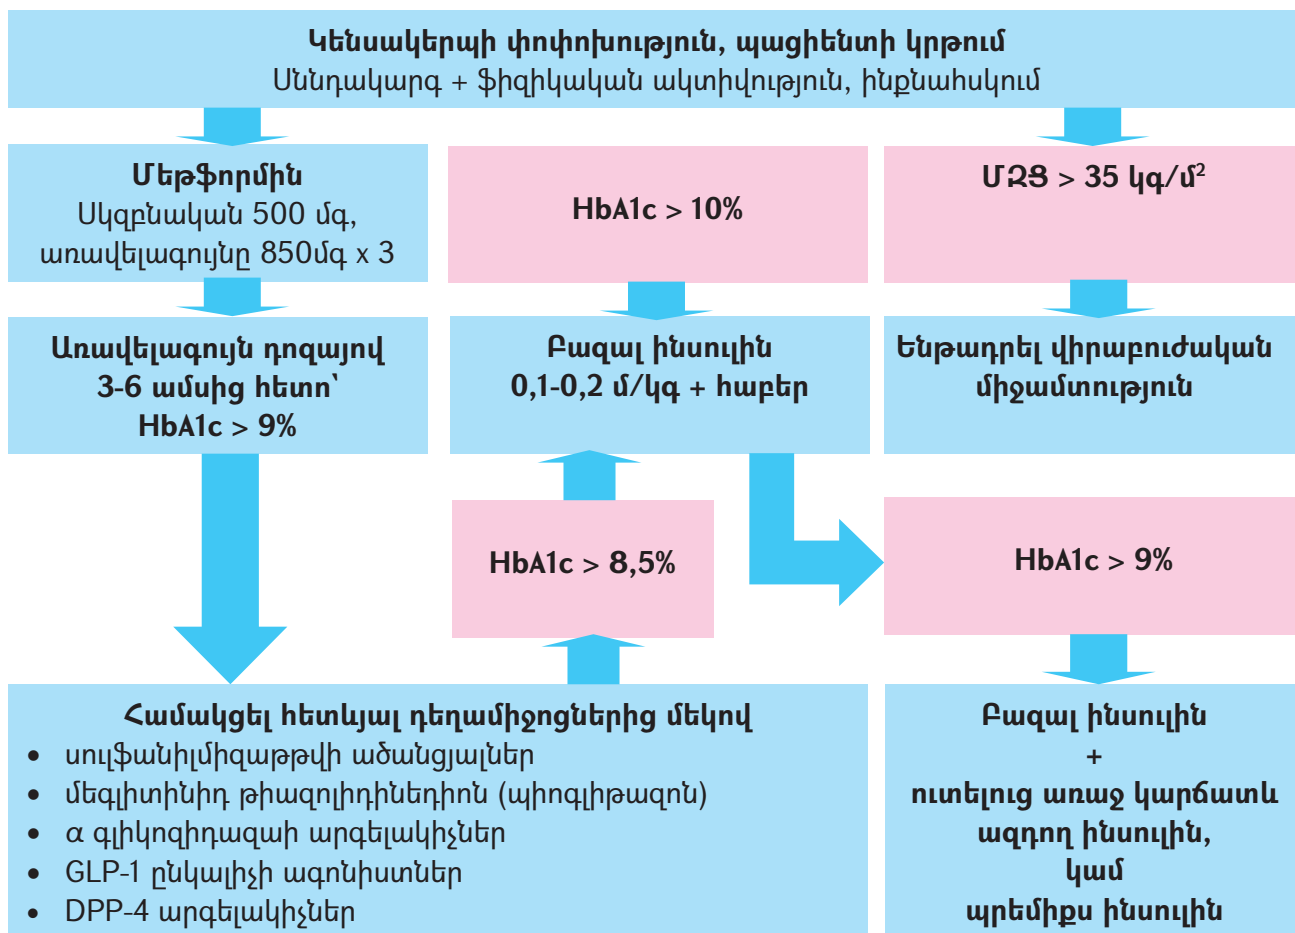 Կենսակերպի փոփոխություն, պացիենտի կրթում
Սննդակարգ + ֆիզիկական ակտիվություն, ինքնահսկում
Մետֆորմին
Սկզբնական 500 մգ,
առավելագույնը 850մգ x 3
HbA1c > 10%
ՄԶՑ > 35 կգ/մ²
Առավելագույն դոզայով
3-6 ամսից հետո՝
HbA1c > 9%
Բազալ ինսուլին
0,1-0,2 մ/կգ + հաբեր
Ենթադրել վիրաբուժական
միջամտություն
HbA1c > 8,5%
HbA1c > 9%
Համակցել հետևյալ դեղամիջոցներից մեկով
• սուլֆանիլմիզաթթվի ածանցյալներ
• մեգլիտինիդ թիազոլիդինեդիոն (պիոգլիթազոն)
• α գլիկոզիդազաի արգելակիչներ
• GLP-1 ընկալիչի ագոնիստներ
• DPP-4 արգելակիչներ
Բազալ ինսուլին
+
ուտելուց առաջ կարճատև
ազդող ինսուլին,
կամ
պրեմիքս ինսուլին